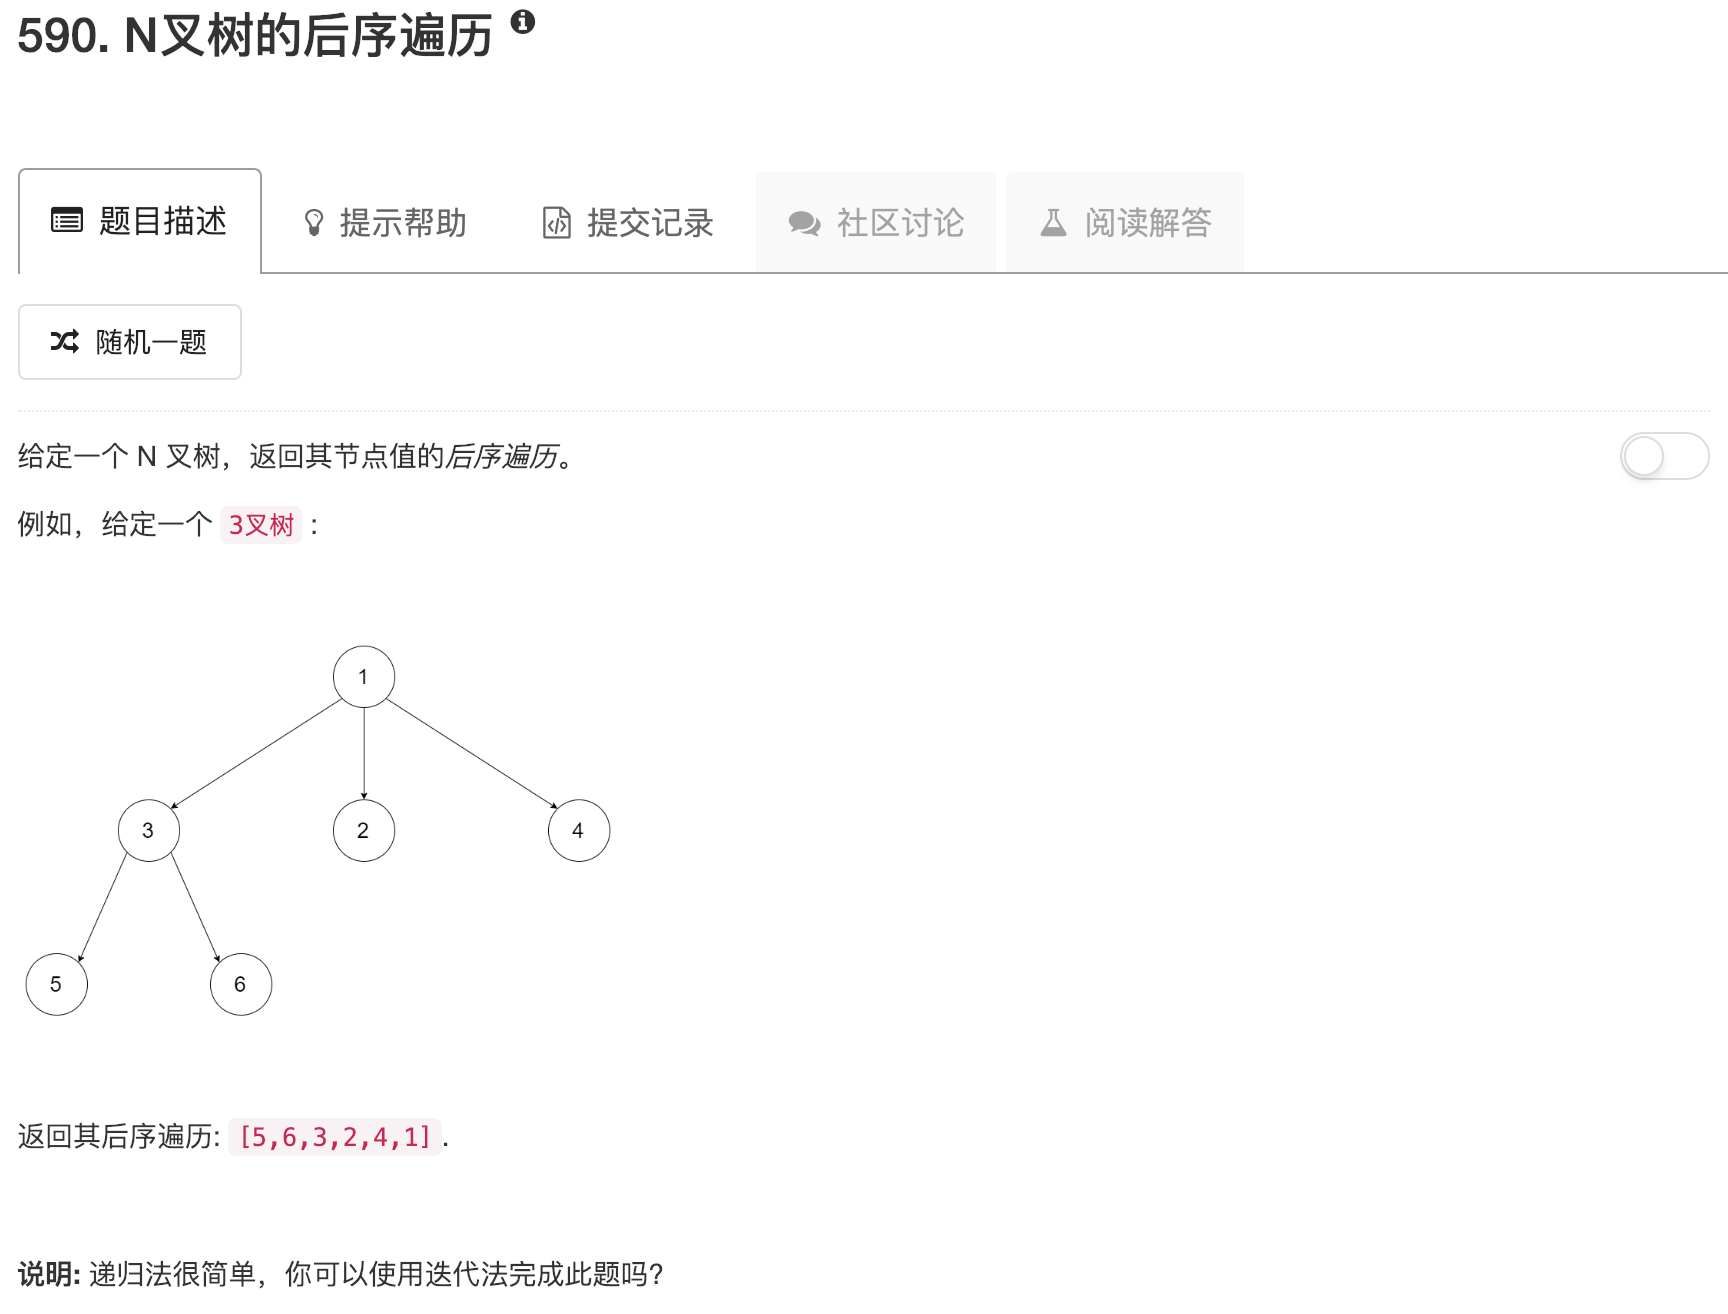 590. N叉树的后序遍历
题目描述 提示帮助 提交记录 社区讨论 阅读解答
随机一题
给定一个 N 叉树，返回其节点值的后序遍历。
例如，给定一个 3叉树 :
1
3 2 4
5 6
返回其后序遍历: [5,6,3,2,4,1].
说明: 递归法很简单，你可以使用迭代法完成此题吗?